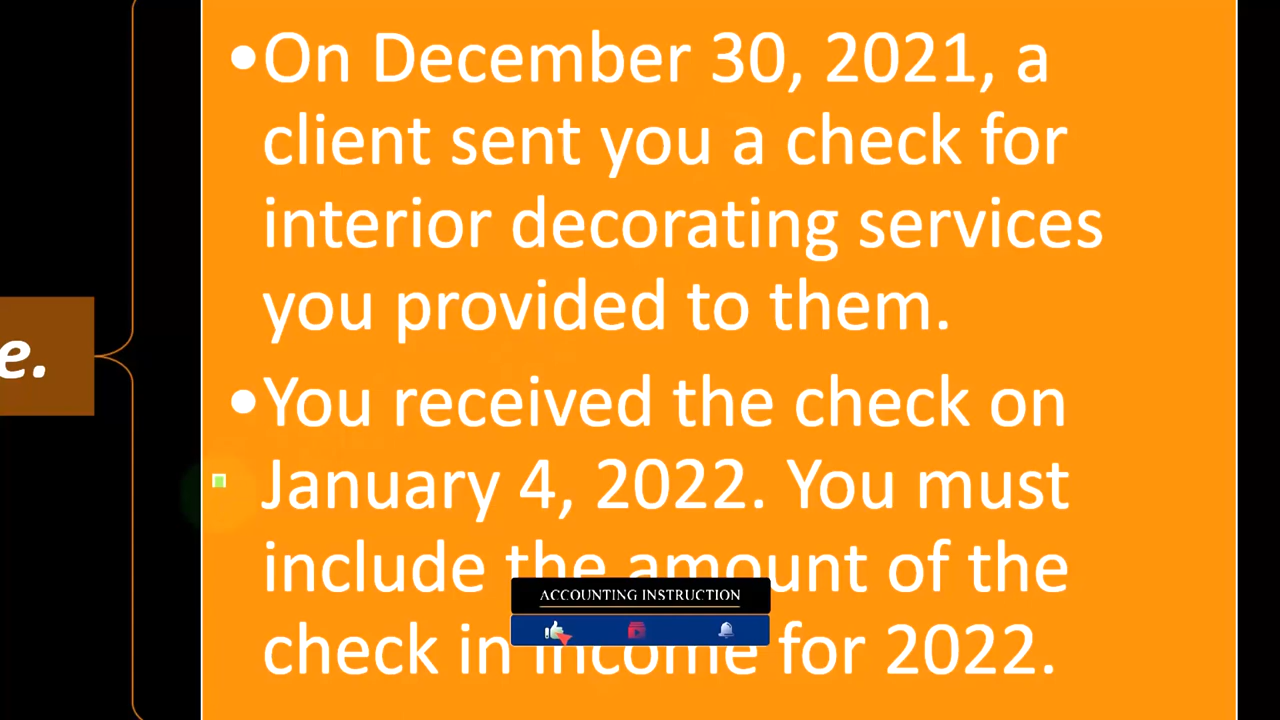 •On December 30, 2021, a
client sent you a check for
interior decorating services
you provided to them.
e.
•You received the check on
January 4, 2022. You must
include the amount of the
ACCOUNTING INSTRUCTION
check in income for 2022.